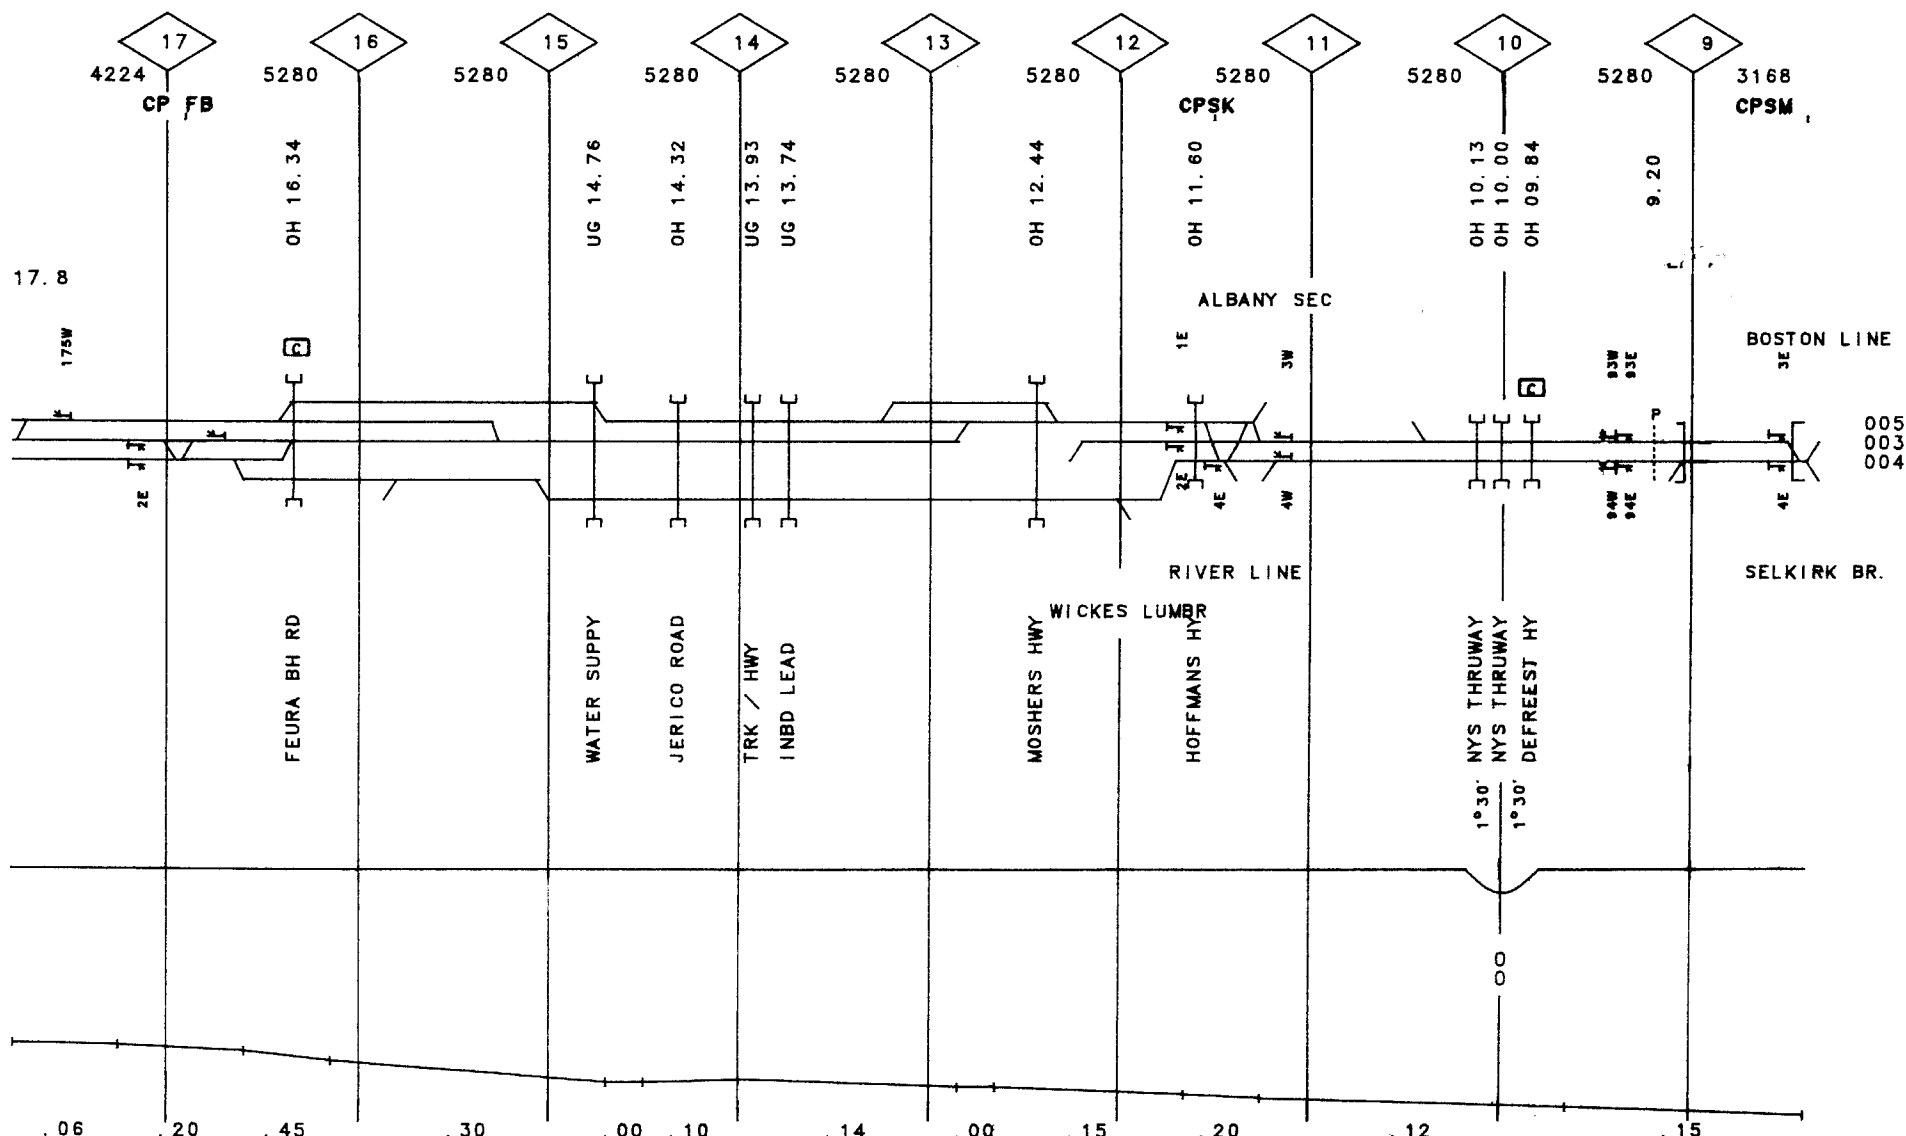 17 16 15 14 13 12 11 10 9
4224 5280 5280 5280 5280 5280 5280 5280 5280 3168
CP FB CPSK CPSM
OH 16.34
UG 14.76
OH 14.32
UG 13.93
UG 13.74
OH 12.44
OH 11.60
OH 10.13
OH 10.00
OH 09.84
9.20
17.8
ALBANY SEC
BOSTON LINE
175W
C
1E
3W
C
93W
93E
3E
P
005
003
004
2E
2E
4E
4W
94W
94E
4E
RIVER LINE
SELKIRK BR.
WICKES LUMBR
FEURA BH RD
WATER SUPPY
JERICO ROAD
TRK / HWY
INBD LEAD
MOSHERS HWY
HOFFMANS HY
NYS THRUWAY
NYS THRUWAY
DEFREEST HY
1°30'
1°30'
0
0
.06 .20 .45 .30 .00 .10 .14 .00 .15 .20 .12 .15